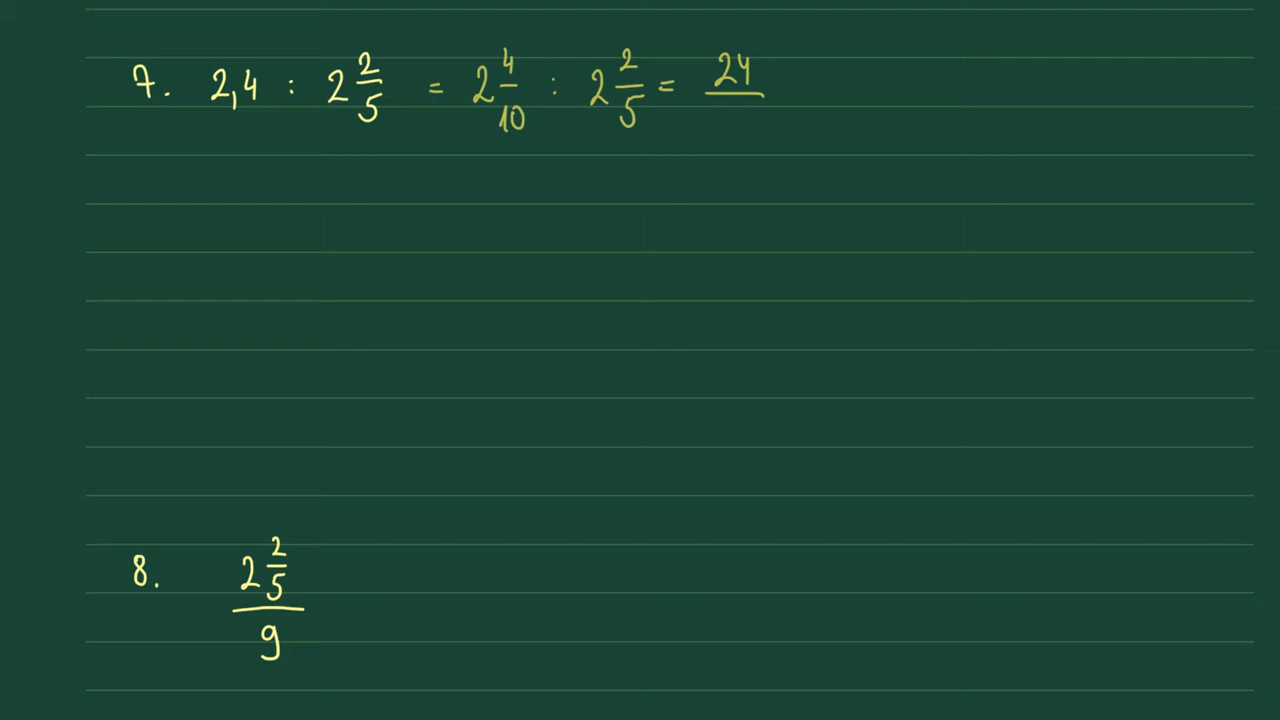 7. 2,4 : 2 2/5 = 2 4/10 : 2 2/5 = 24/
8. 2 2/5
9